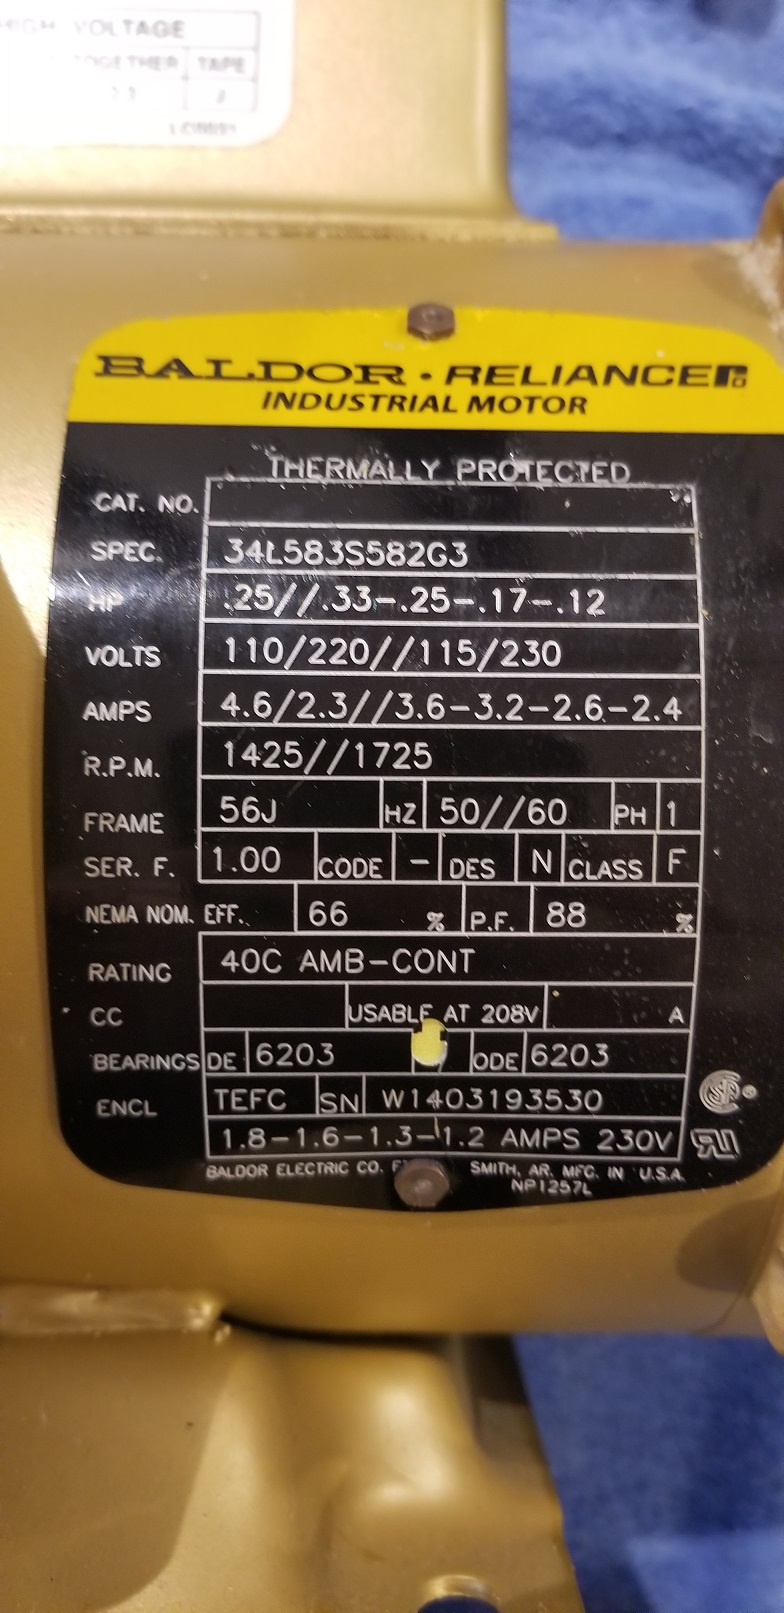 HIGH VOLTAGE
TOGETHER TAPE
BALDOR • RELIANCE
INDUSTRIAL MOTOR
THERMALLY PROTECTED
CAT. NO.
SPEC. 34L583S582G3
HP .25//.33-.25-.17-.12
VOLTS 110/220//115/230
AMPS 4.6/2.3//3.6-3.2-2.6-2.4
R.P.M. 1425//1725
FRAME 56J HZ 50//60 PH 1
SER. F. 1.00 CODE - DES N CLASS F
NEMA NOM. EFF. 66 % P.F. 88 %
RATING 40C AMB-CONT
CC USABLE AT 208V A
BEARINGS DE 6203 ODE 6203
ENCL TEFC SN W1403193530
1.8-1.6-1.3-1.2 AMPS 230V
BALDOR ELECTRIC CO. SMITH, AR. MFG. IN U.S.A.
NP1257L